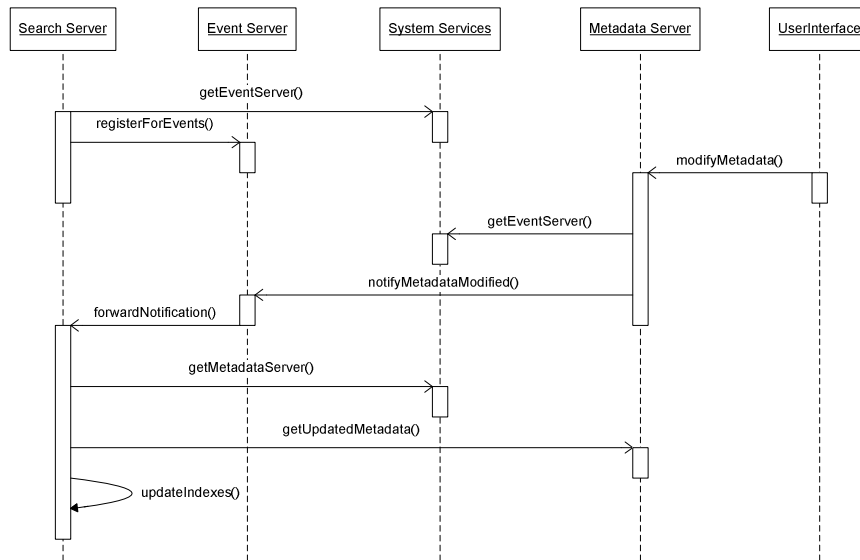 Search Server
Event Server
System Services
Metadata Server
UserInterface
getEventServer()
registerForEvents()
modifyMetadata()
getEventServer()
notifyMetadataModified()
forwardNotification()
getMetadataServer()
getUpdatedMetadata()
updateIndexes()